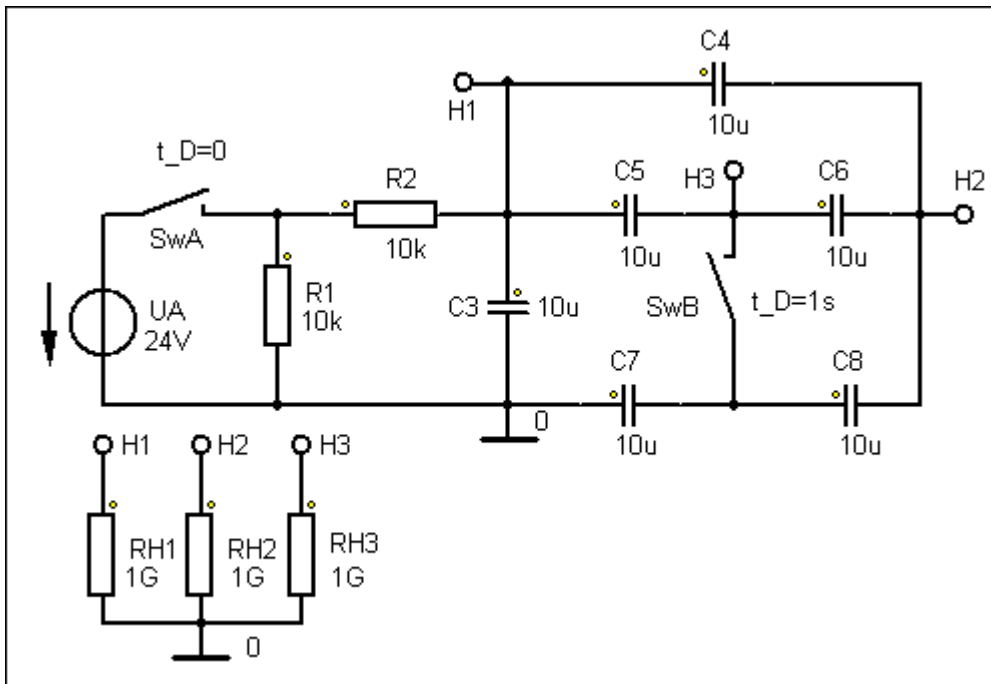 C4
H1
10u
t_D=0
R2
C5
H3
C6
H2
SwA
10k
10u
10u
UA
24V
R1
10k
C3
10u
SwB
t_D=1s
C7
C8
0
10u
10u
H1
H2
H3
RH1
1G
RH2
1G
RH3
1G
0